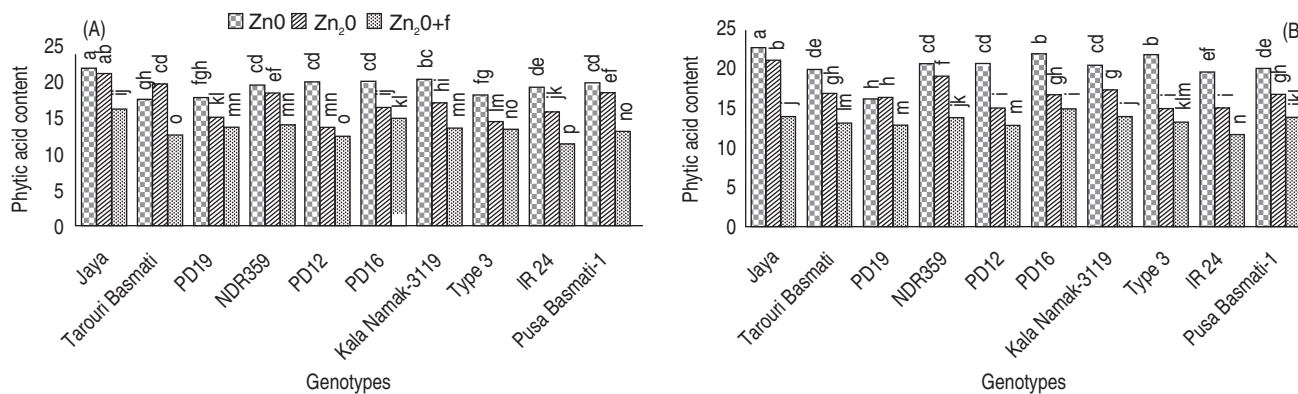 (A)
Zn0 Zn₂0 Zn₂0+f
Phytic acid content
25
20
15
10
5
0
a ab ij
gh cd o
fgh kl mn
cd ef mn
cd mn o
cd ij kl
bc hi mn
fg lm no
de jk p
cd ef no
Jaya
Tarouri Basmati
PD19
NDR359
PD12
PD16
Kala Namak-3119
Type 3
IR 24
Pusa Basmati-1
Genotypes
(B
Phytic acid content
25
20
15
10
5
0
a b j
de gh lm
h h m
cd f jk
cd i m
b gh i
cd g j
b i klm
ef i n
de gh jkl
Jaya
Tarouri Basmati
PD19
NDR359
PD12
PD16
Kala Namak-3119
Type 3
IR 24
Pusa Basmati-1
Genotypes